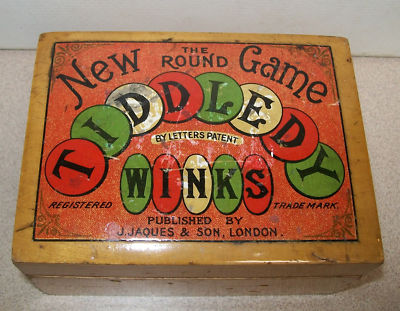 THE
New ROUND Game
TIDDLEDY
BY LETTERS PATENT
WINKS
REGISTERED TRADE MARK.
PUBLISHED BY
J. JAQUES & SON, LONDON.